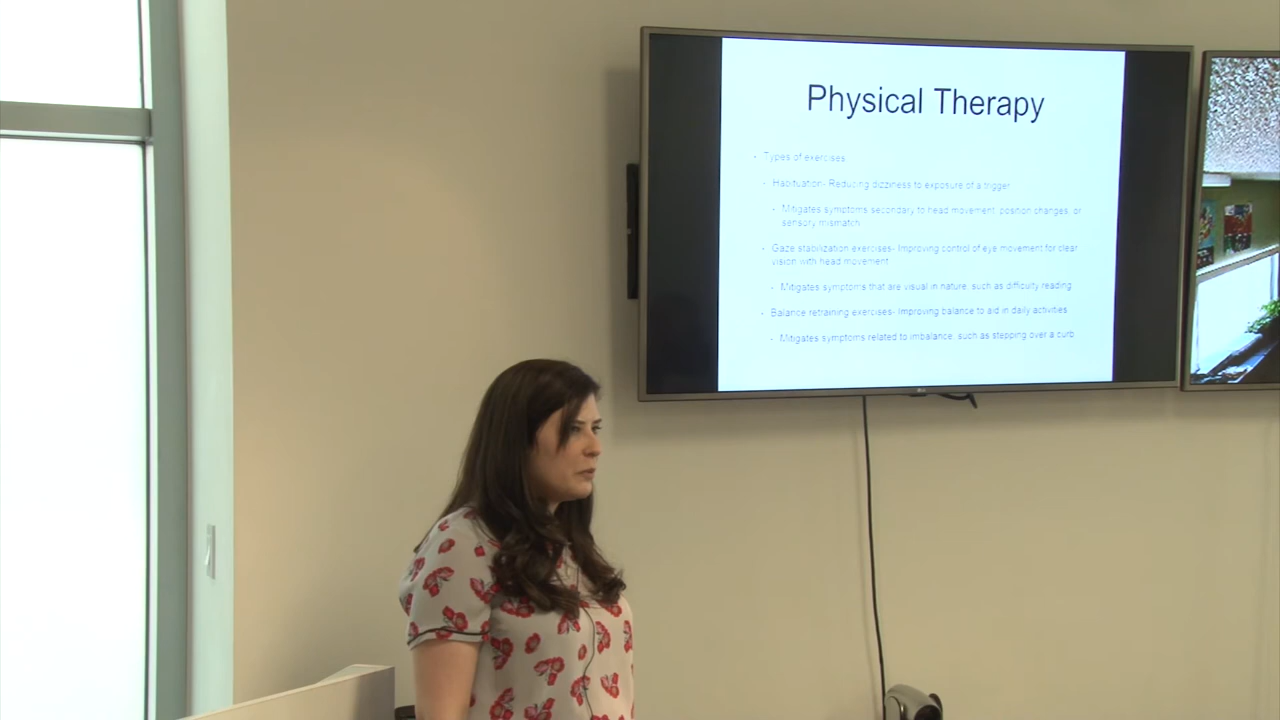 Physical Therapy
Types of exercises:
Habituation- Reducing dizziness to exposure of a trigger
Mitigates symptoms secondary to head movement, position changes, or
sensory mismatch
Gaze stabilization exercises- Improving control of eye movement for clear
vision with head movement
Mitigates symptoms that are visual in nature, such as difficulty reading
Balance retraining exercises- Improving balance to aid in daily activities
Mitigates symptoms related to imbalance, such as stepping over a curb
LG